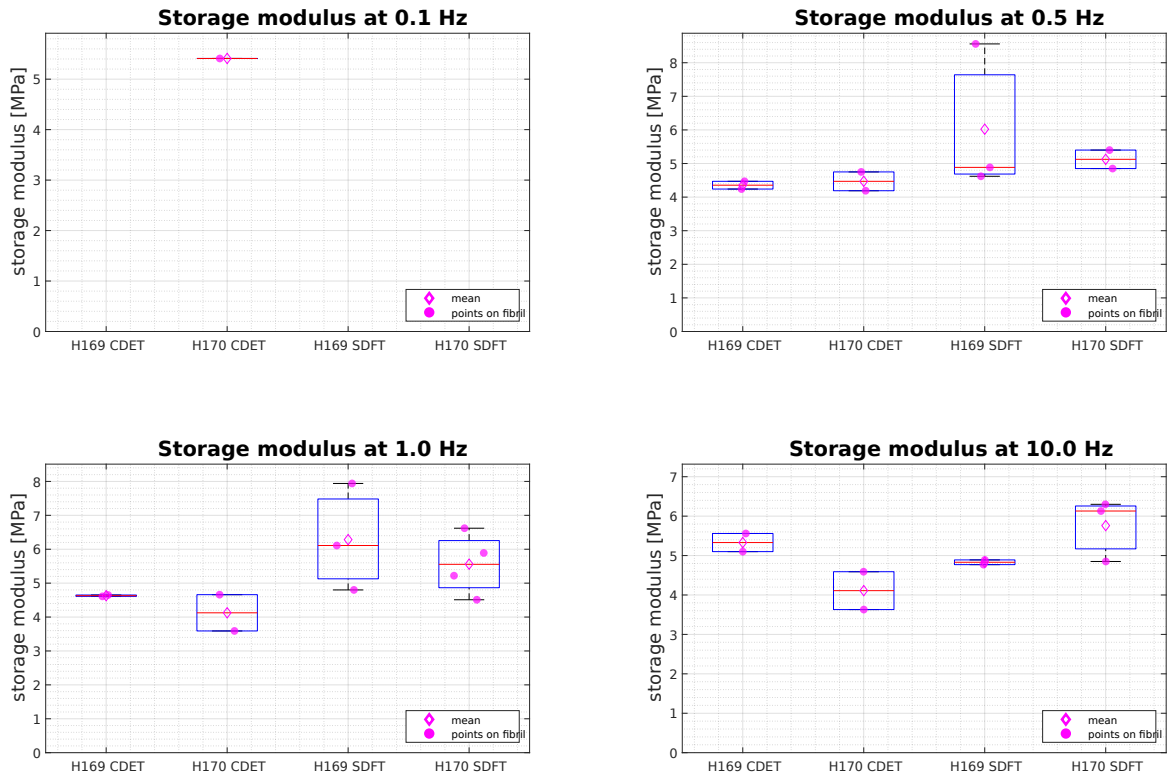 Storage modulus at 0.1 Hz
storage modulus [MPa]
5
4
3
2
1
0
mean
points on fibril
H169 CDET H170 CDET H169 SDFT H170 SDFT
Storage modulus at 0.5 Hz
storage modulus [MPa]
8
7
6
5
4
3
2
1
0
mean
points on fibril
H169 CDET H170 CDET H169 SDFT H170 SDFT
Storage modulus at 1.0 Hz
storage modulus [MPa]
8
7
6
5
4
3
2
1
0
mean
points on fibril
H169 CDET H170 CDET H169 SDFT H170 SDFT
Storage modulus at 10.0 Hz
storage modulus [MPa]
7
6
5
4
3
2
1
0
mean
points on fibril
H169 CDET H170 CDET H169 SDFT H170 SDFT